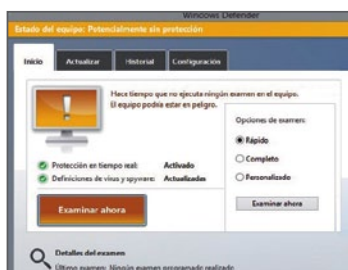 Windows Defender
Estado del equipo: Potencialmente sin protección
Inicio
Actualizar
Historial
Configuración
Hace tiempo que no ejecuta ningún examen en el equipo.
El equipo podría estar en peligro.
Opciones de examen:
Rápido
Completo
Personalizado
Examinar ahora
Protección en tiempo real: Activado
Definiciones de virus y spyware: Actualizadas
Examinar ahora
Detalles del examen
Último examen: Ningún examen programado realizado